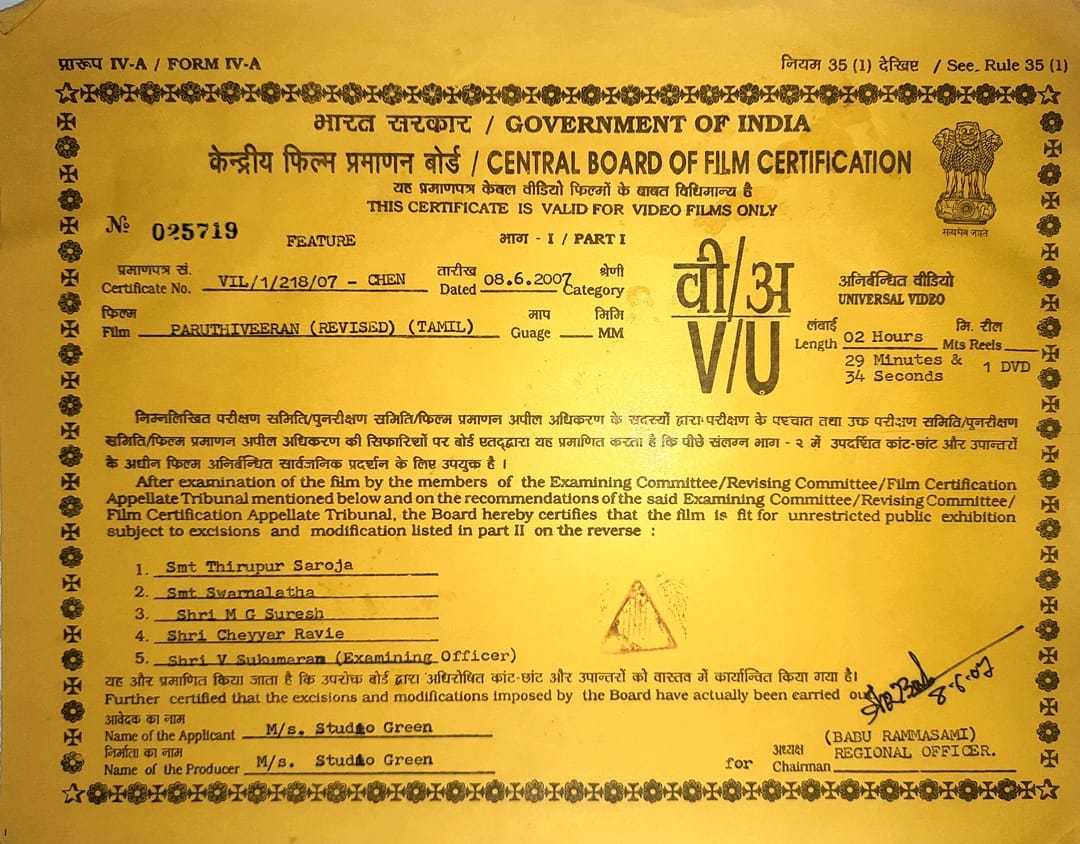 प्रारूप IV-A / FORM IV-A
नियम 35 (1) देखिए / See. Rule 35 (1)
भारत सरकार / GOVERNMENT OF INDIA
केन्द्रीय फिल्म प्रमाणन बोर्ड / CENTRAL BOARD OF FILM CERTIFICATION
यह प्रमाणपत्र केवल वीडियो फिल्मों के बाबत विधिमान्य है
THIS CERTIFICATE IS VALID FOR VIDEO FILMS ONLY
सत्यमेव जयते
№ 025719 FEATURE भाग - I / PART I
प्रमाणपत्र सं. तारीख श्रेणी
Certificate No. VIL/1/218/07 - CHEN Dated 08.6.2007 Category
वी/अ
V/U
अनिर्बन्धित वीडियो
UNIVERSAL VIDEO
फिल्म माप मिमि
Film PARUTHIVEERAN (REVISED) (TAMIL) Guage MM
लंबाई मि. रील
Length 02 Hours Mts Reels
29 Minutes & 1 DVD
34 Seconds
निम्नलिखित परीक्षण समिति/पुनरीक्षण समिति/फिल्म प्रमाणन अपील अधिकरण के सदस्यों द्वारा परीक्षण के पश्चात तथा उक्त परीक्षण समिति/पुनरीक्षण
समिति/फिल्म प्रमाणन अपील अधिकरण की सिफारिशों पर बोर्ड एतद्द्वारा यह प्रमाणित करता है कि पीछे संलग्न भाग - २ में उपदर्शित कांट-छांट और उपान्तरों
के अधीन फिल्म अनिर्बन्धित सार्वजनिक प्रदर्शन के लिए उपयुक्त है ।
After examination of the film by the members of the Examining Committee/Revising Committee/Film Certification
Appellate Tribunal mentioned below and on the recommendations of the said Examining Committee/Revising Committee/
Film Certification Appellate Tribunal, the Board hereby certifies that the film is fit for unrestricted public exhibition
subject to excisions and modification listed in part II on the reverse :
1. Smt Thirupur Saroja
2. Smt Swarnalatha
3. Shri M G Suresh
4. Shri Cheyyar Ravie
5. Shri V Sukumaran (Examining Officer)
यह और प्रमाणित किया जाता है कि उपरोक्त बोर्ड द्वारा अधिरोपित कांट-छांट और उपान्तरों को वास्तव में कार्यान्वित किया गया है।
Further certified that the excisions and modifications imposed by the Board have actually been carried ou
8.6.07
आवेदक का नाम
Name of the Applicant M/s. Studio Green
निर्माता का नाम
Name of the Producer M/s. Studio Green
(BABU RAMMASAMI)
अध्यक्ष REGIONAL OFFICER.
for Chairman